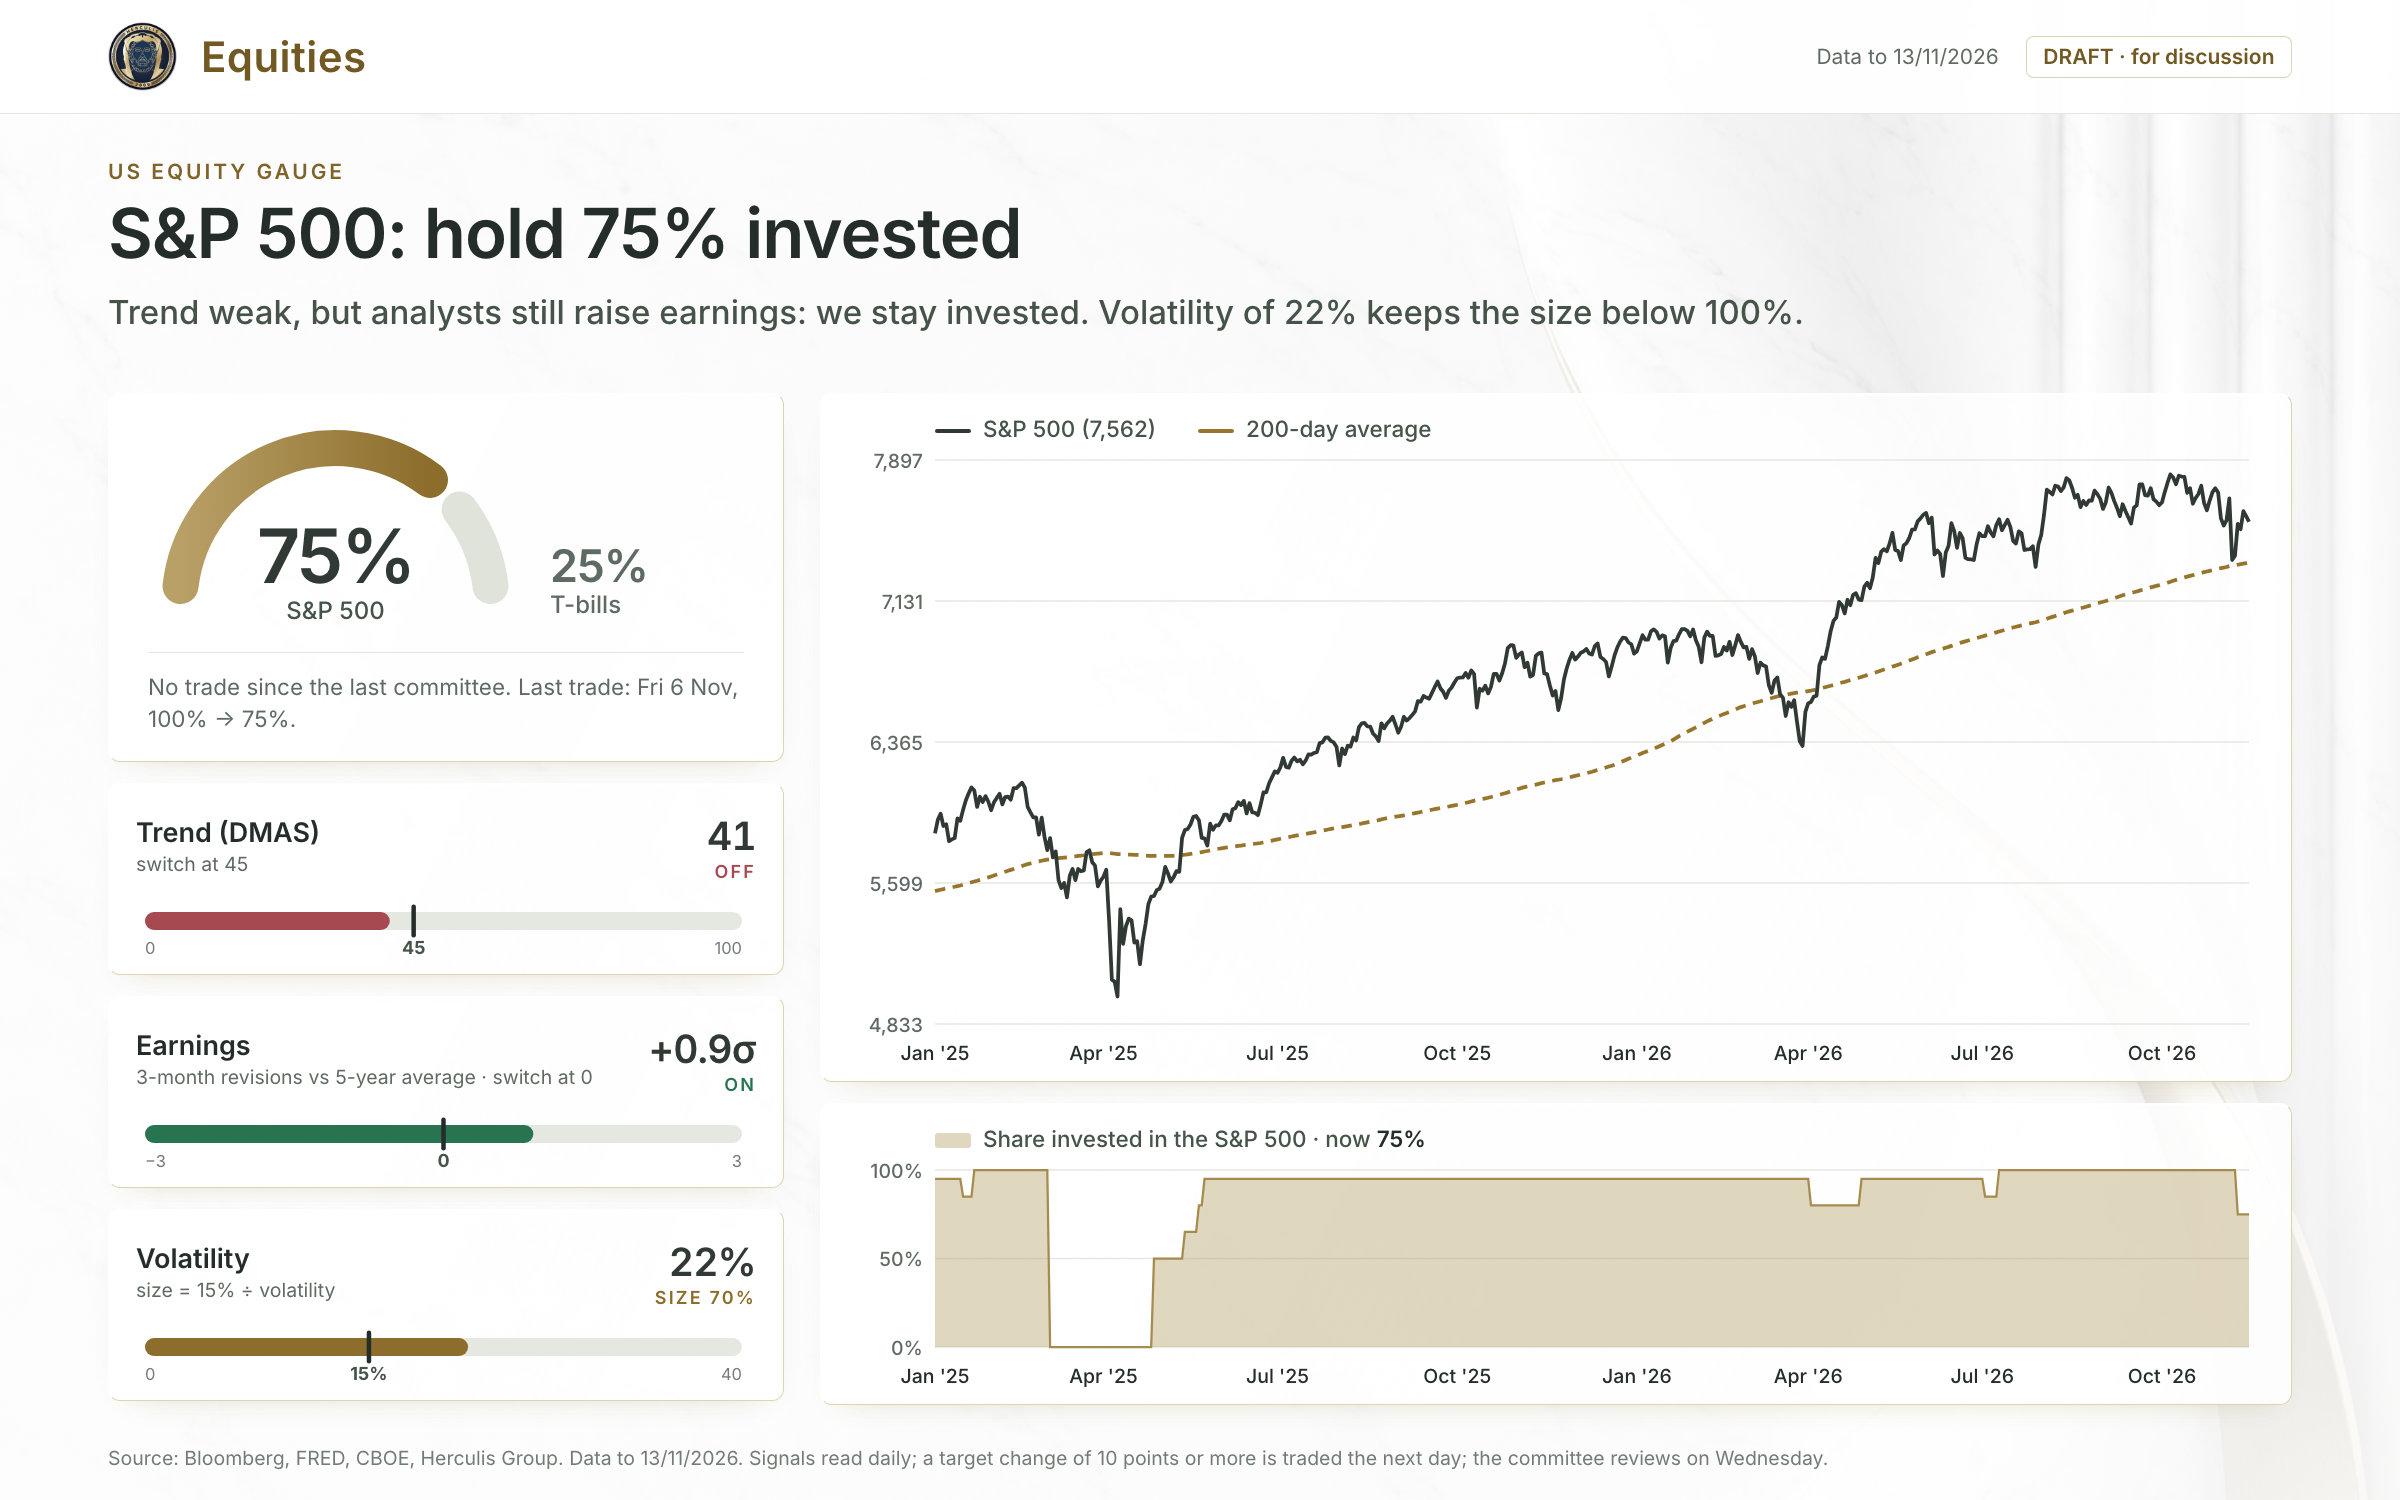 Equities
Data to 13/11/2026
DRAFT · for discussion
US EQUITY GAUGE
S&P 500: hold 75% invested
Trend weak, but analysts still raise earnings: we stay invested. Volatility of 22% keeps the size below 100%.
75%
S&P 500
25%
T-bills
No trade since the last committee. Last trade: Fri 6 Nov,
100% → 75%.
Trend (DMAS)
switch at 45
41
OFF
0
45
100
Earnings
3-month revisions vs 5-year average · switch at 0
+0.9σ
ON
−3
0
3
Volatility
size = 15% ÷ volatility
22%
SIZE 70%
0
15%
40
S&P 500 (7,562)
200-day average
7,897
7,131
6,365
5,599
4,833
Jan '25
Apr '25
Jul '25
Oct '25
Jan '26
Apr '26
Jul '26
Oct '26
Share invested in the S&P 500 · now 75%
100%
50%
0%
Jan '25
Apr '25
Jul '25
Oct '25
Jan '26
Apr '26
Jul '26
Oct '26
Source: Bloomberg, FRED, CBOE, Herculis Group. Data to 13/11/2026. Signals read daily; a target change of 10 points or more is traded the next day; the committee reviews on Wednesday.